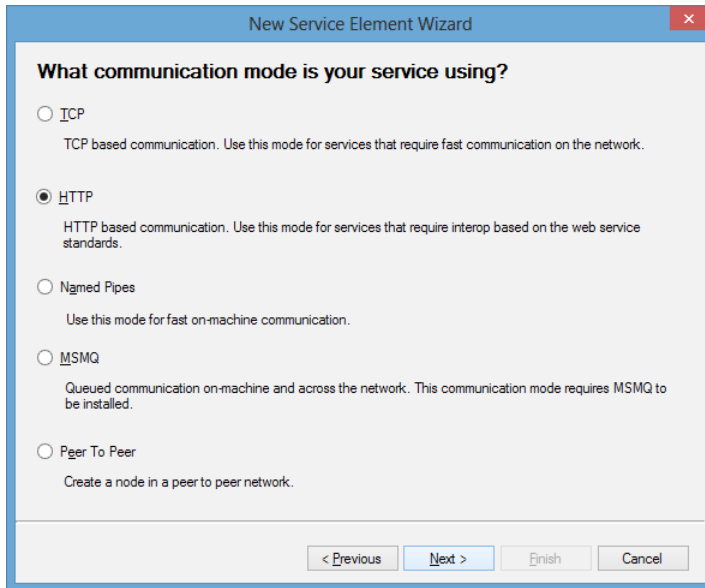 New Service Element Wizard
What communication mode is your service using?
TCP
TCP based communication. Use this mode for services that require fast communication on the network.
HTTP
HTTP based communication. Use this mode for services that require interop based on the web service
standards.
Named Pipes
Use this mode for fast on-machine communication.
MSMQ
Queued communication on-machine and across the network. This communication mode requires MSMQ to
be installed.
Peer To Peer
Create a node in a peer to peer network.
< Previous Next > Finish Cancel